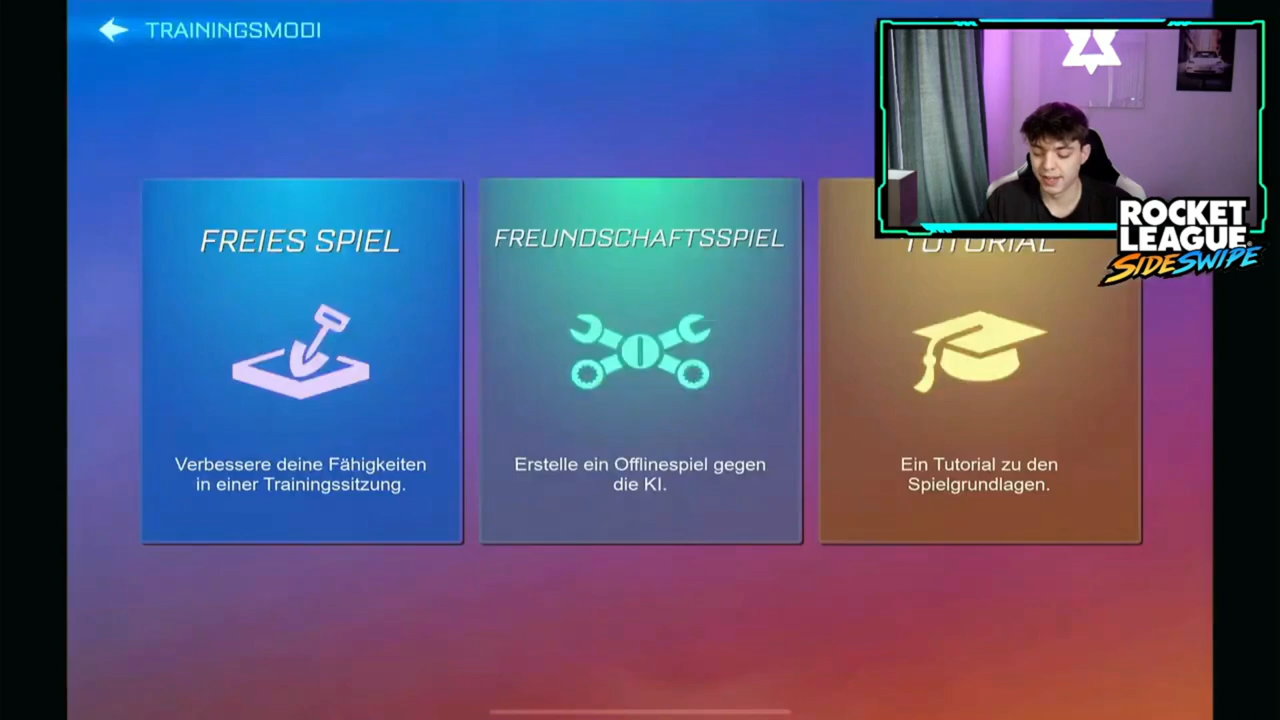 TRAININGSMODI
FREIES SPIEL
Verbessere deine Fähigkeiten
in einer Trainingssitzung.
FREUNDSCHAFTSSPIEL
Erstelle ein Offlinespiel gegen
die KI.
TUTORIAL
Ein Tutorial zu den
Spielgrundlagen.
ROCKET
LEAGUE
SIDESWIPE